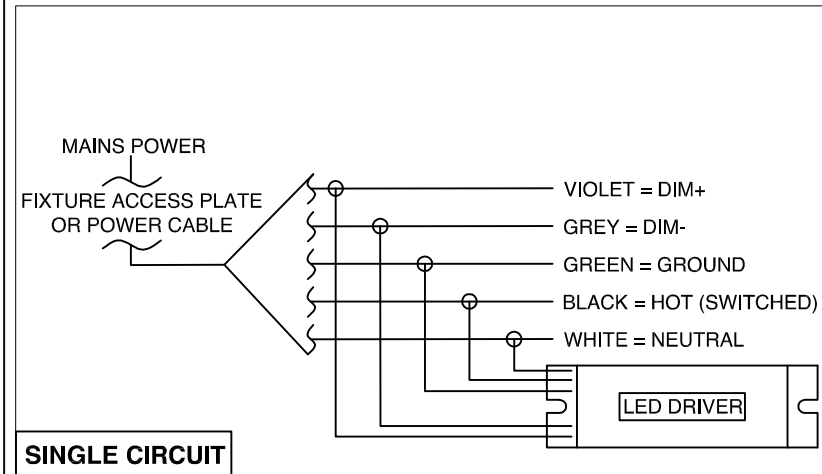 MAINS POWER
FIXTURE ACCESS PLATE
OR POWER CABLE
VIOLET = DIM+
GREY = DIM-
GREEN = GROUND
BLACK = HOT (SWITCHED)
WHITE = NEUTRAL
LED DRIVER
SINGLE CIRCUIT